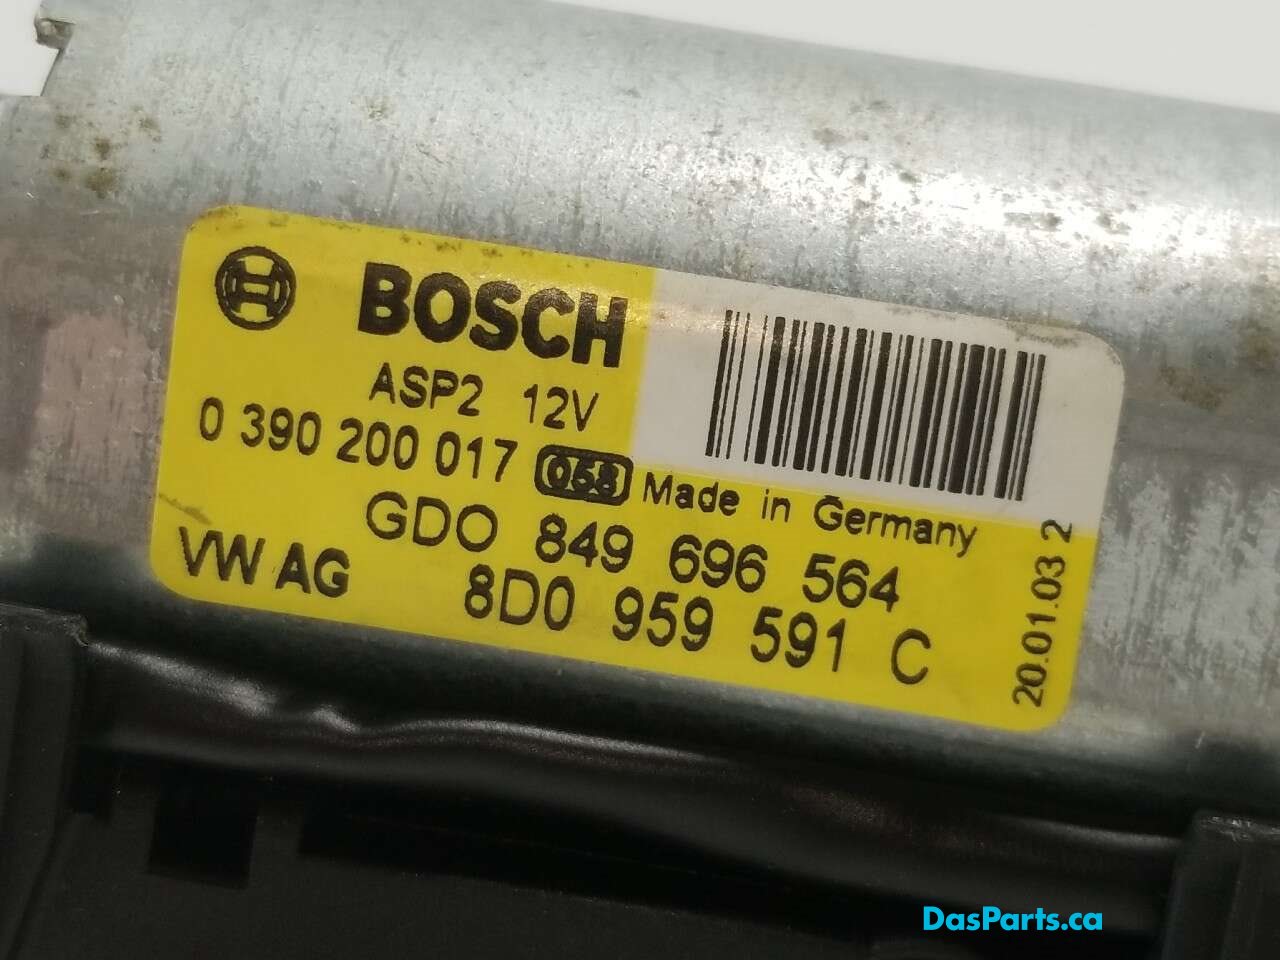 BOSCH
ASP2 12V
0 390 200 017 058 Made in Germany
GDO 849 696 564
VW AG 8D0 959 591 C
20.01.03 2
DasParts.ca